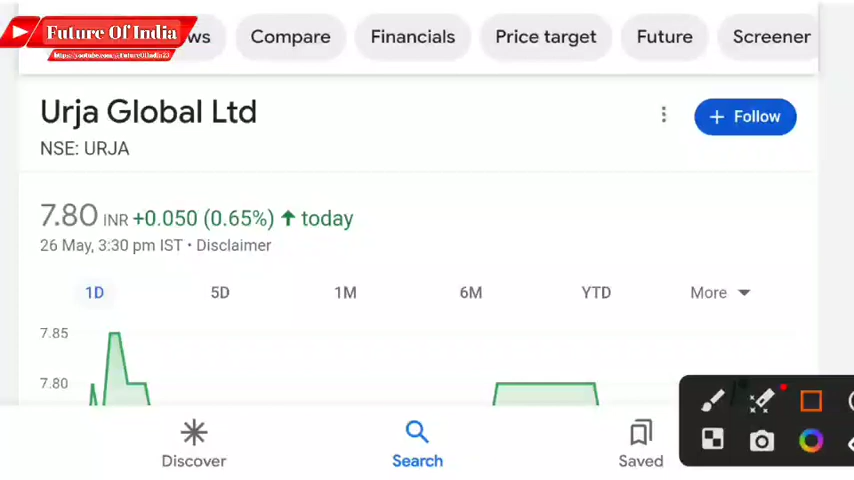 Future Of India
ws
Compare
Financials
Price target
Future
Screener
Urja Global Ltd
+ Follow
NSE: URJA
7.80 INR +0.050 (0.65%) ↑ today
26 May, 3:30 pm IST • Disclaimer
1D
5D
1M
6M
YTD
More
7.85
7.80
Discover
Search
Saved